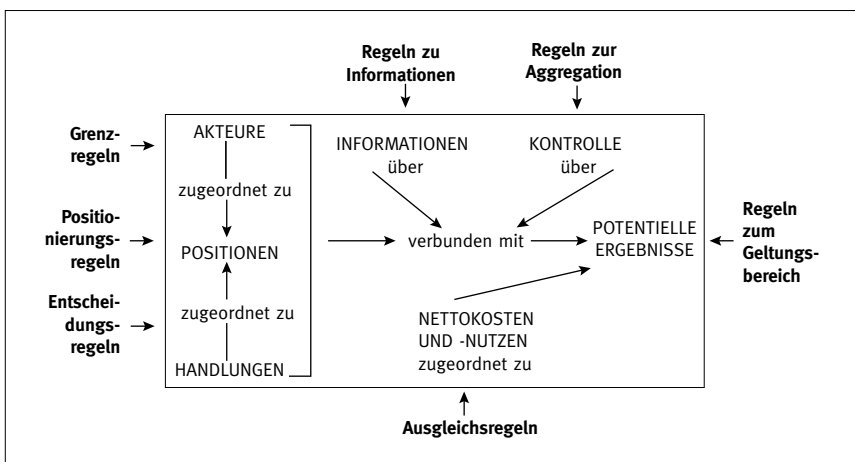 Regeln zu
Informationen
Regeln zur
Aggregation
Grenz-
regeln
Positio-
nierungs-
regeln
Entschei-
dungs-
regeln
AKTEURE
zugeordnet zu
POSITIONEN
zugeordnet zu
HANDLUNGEN
INFORMATIONEN
über
KONTROLLE
über
verbunden mit
POTENTIELLE
ERGEBNISSE
NETTOKOSTEN
UND -NUTZEN
zugeordnet zu
Regeln
zum
Geltungs-
bereich
Ausgleichsregeln